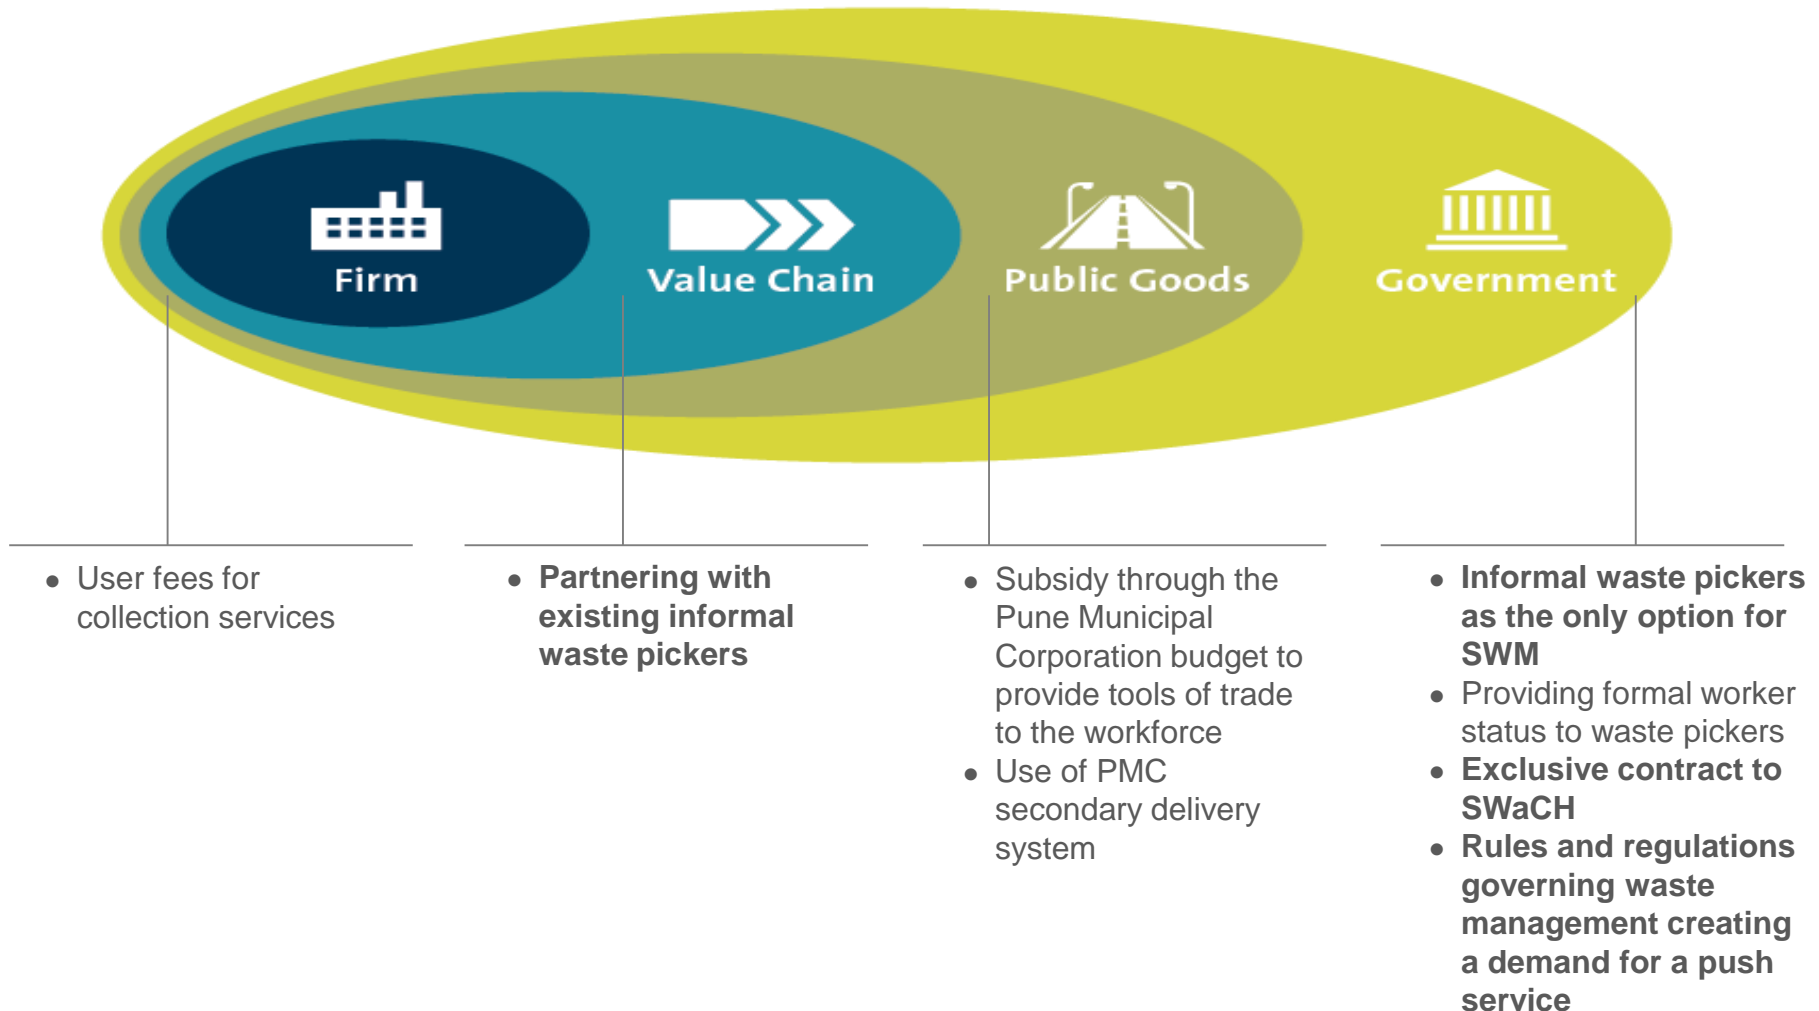 Firm
Value Chain
Public Goods
Government
● User fees for
collection services
● Partnering with
existing informal
waste pickers
● Subsidy through the
Pune Municipal
Corporation budget to
provide tools of trade
to the workforce
● Use of PMC
secondary delivery
system
● Informal waste pickers
as the only option for
SWM
● Providing formal worker
status to waste pickers
● Exclusive contract to
SWaCH
● Rules and regulations
governing waste
management creating
a demand for a push
service